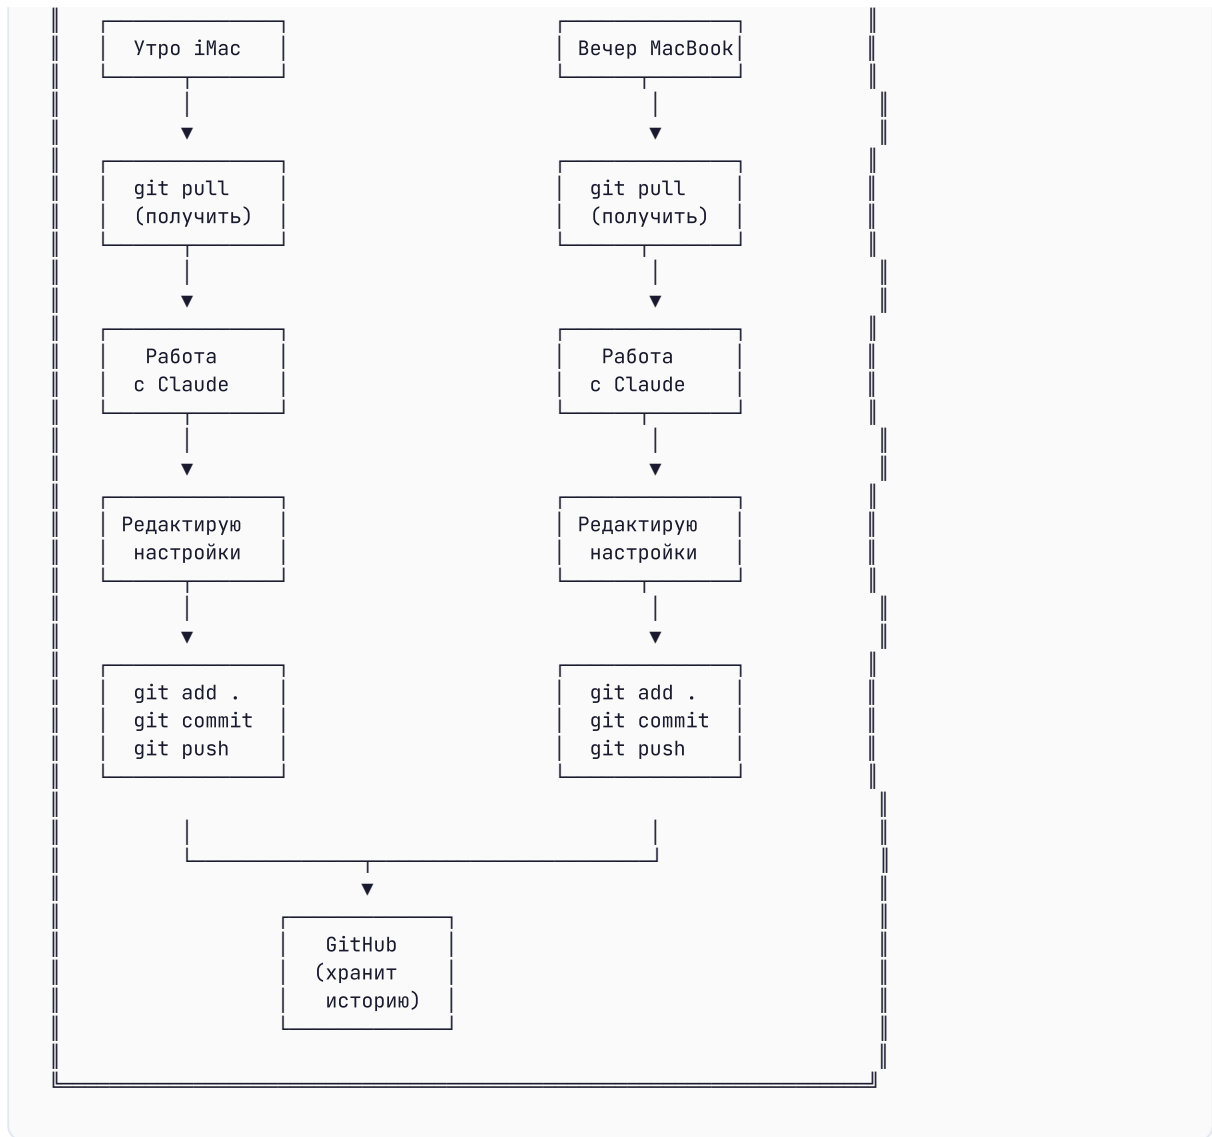 Утро iMac
Вечер MacBook
git pull
(получить)
git pull
(получить)
Работа
с Claude
Работа
с Claude
Редактирую
настройки
Редактирую
настройки
git add .
git commit
git push
git add .
git commit
git push
GitHub
(хранит
историю)